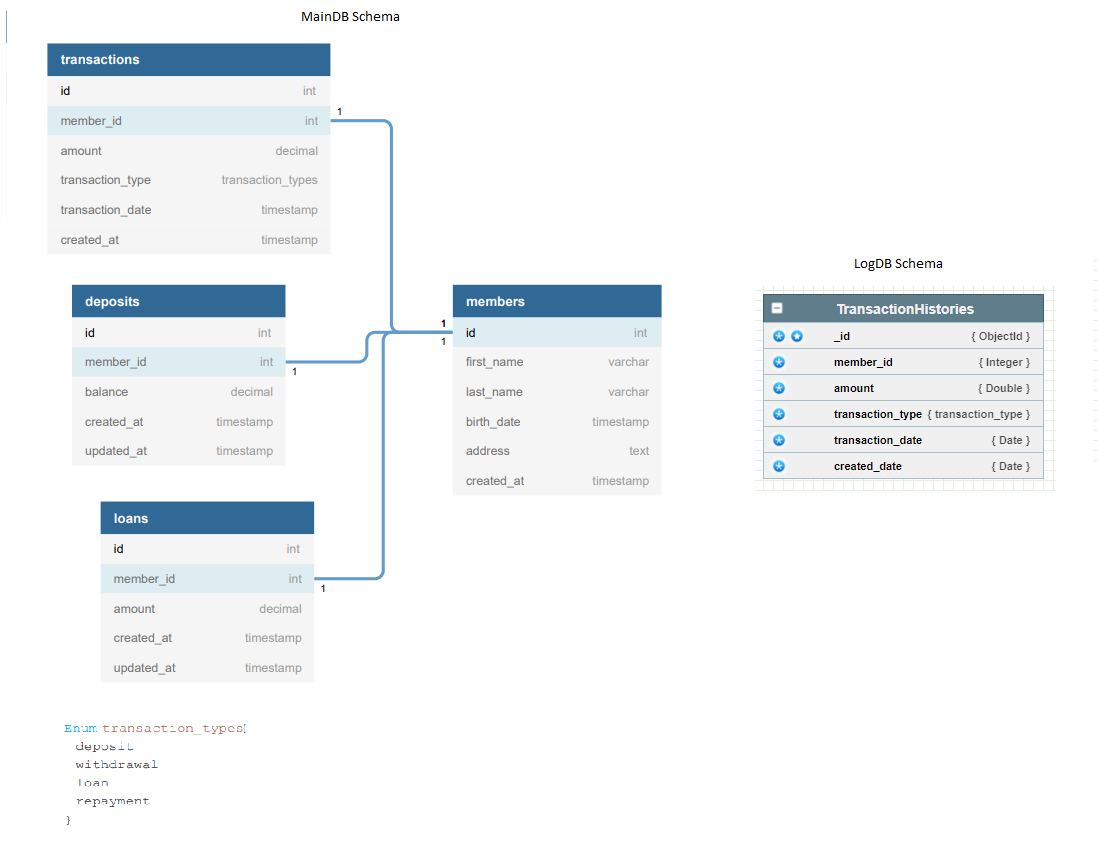 MainDB Schema
transactions
id int
member_id int
amount decimal
transaction_type transaction_types
transaction_date timestamp
created_at timestamp
1
deposits
id int
member_id int
balance decimal
created_at timestamp
updated_at timestamp
1
members
id int
first_name varchar
last_name varchar
birth_date timestamp
address text
created_at timestamp
1
1
loans
id int
member_id int
amount decimal
created_at timestamp
updated_at timestamp
1
Enum transaction_types{
deposit
withdrawal
loan
repayment
}
LogDB Schema
TransactionHistories
_id { ObjectId }
member_id { Integer }
amount { Double }
transaction_type { transaction_type }
transaction_date { Date }
created_date { Date }